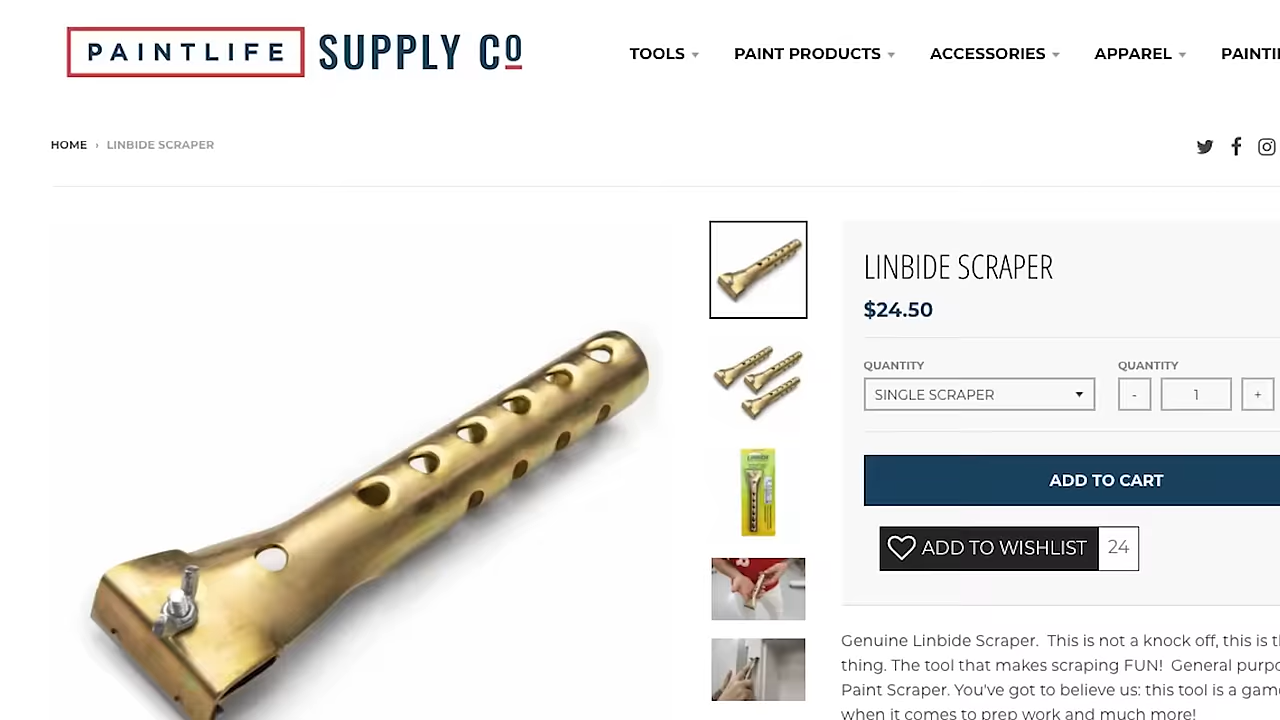 PAINTLIFE SUPPLY Co
TOOLS PAINT PRODUCTS ACCESSORIES APPAREL
HOME › LINBIDE SCRAPER
LINBIDE SCRAPER
$24.50
QUANTITY QUANTITY
SINGLE SCRAPER - 1 +
ADD TO CART
ADD TO WISHLIST 24
Genuine Linbide Scraper. This is not a knock off, this is
thing. The tool that makes scraping FUN! General
Paint Scraper. You've got to believe us: this tool is a
when it comes to prep work and much more!